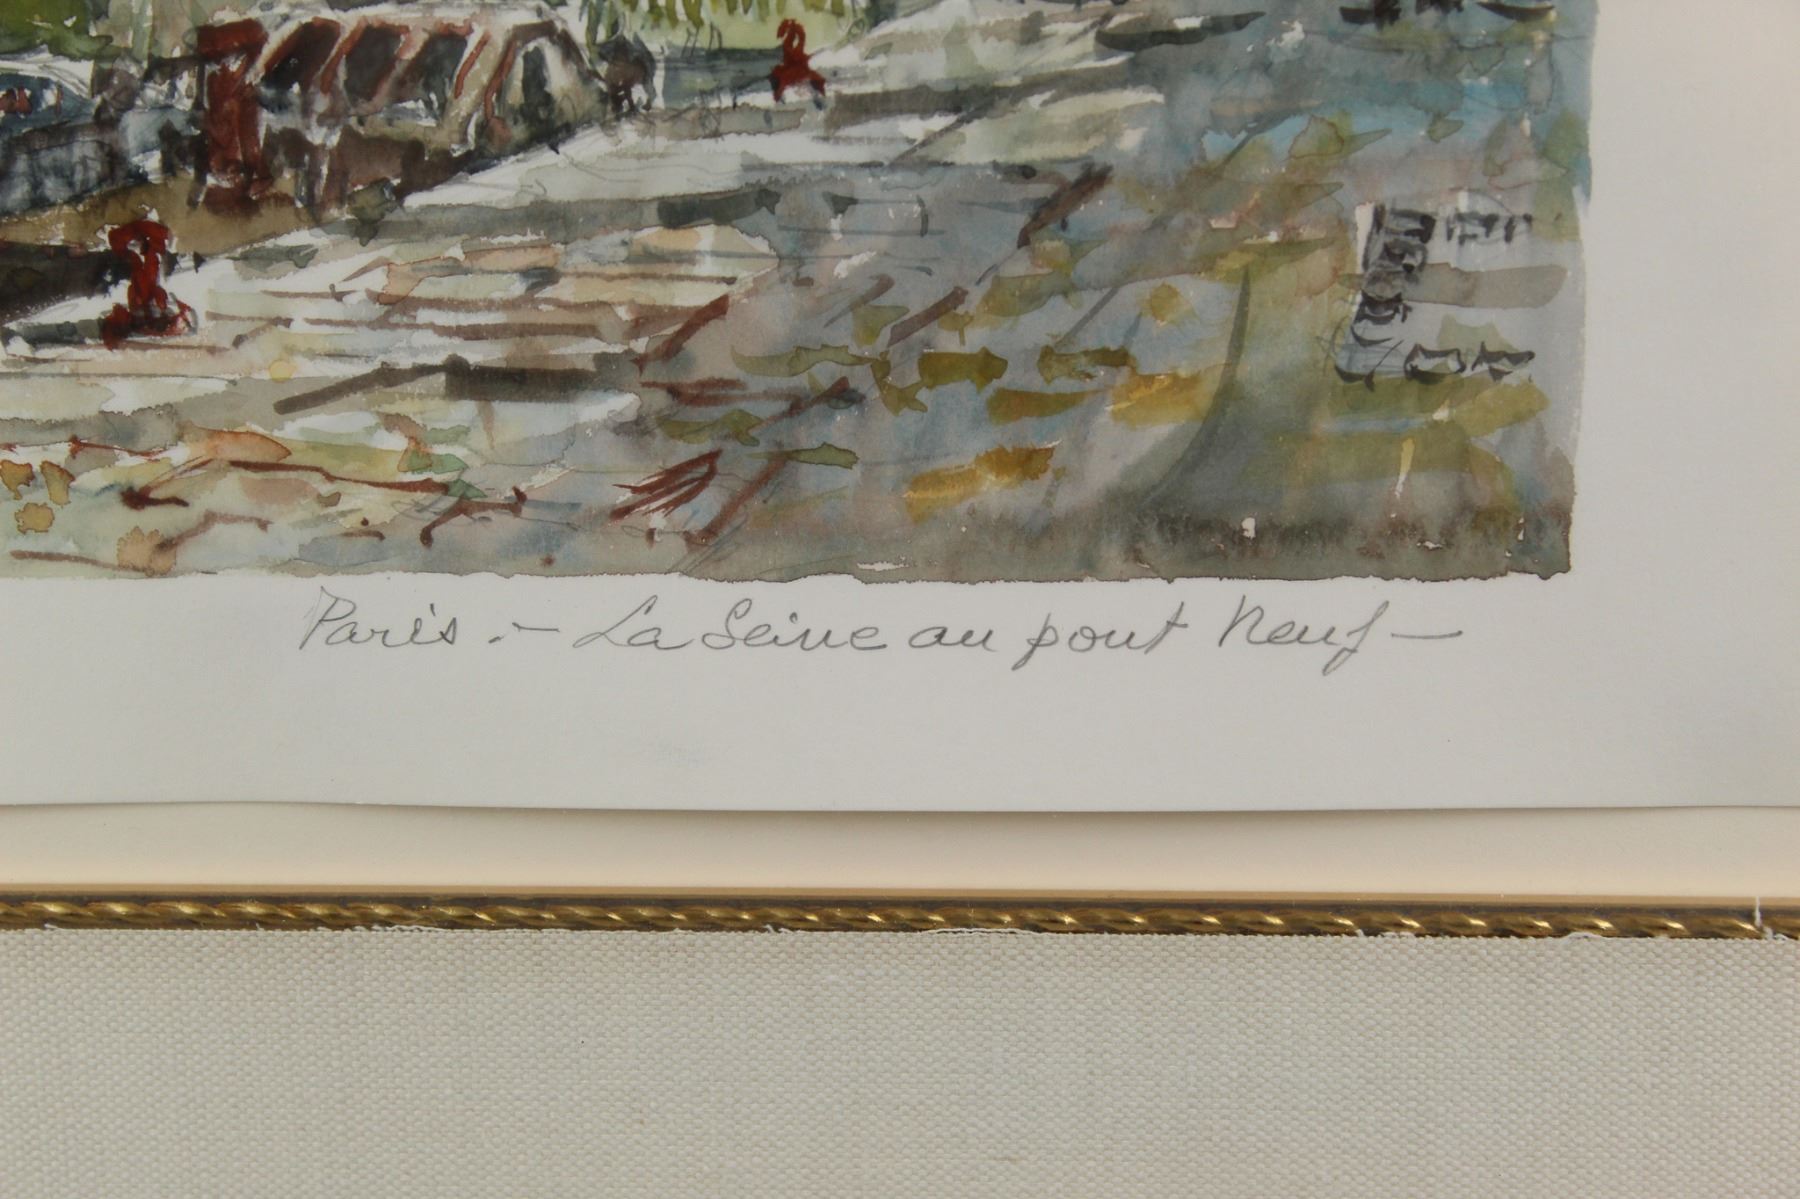 Paris. - La Seine au pont Neuf -